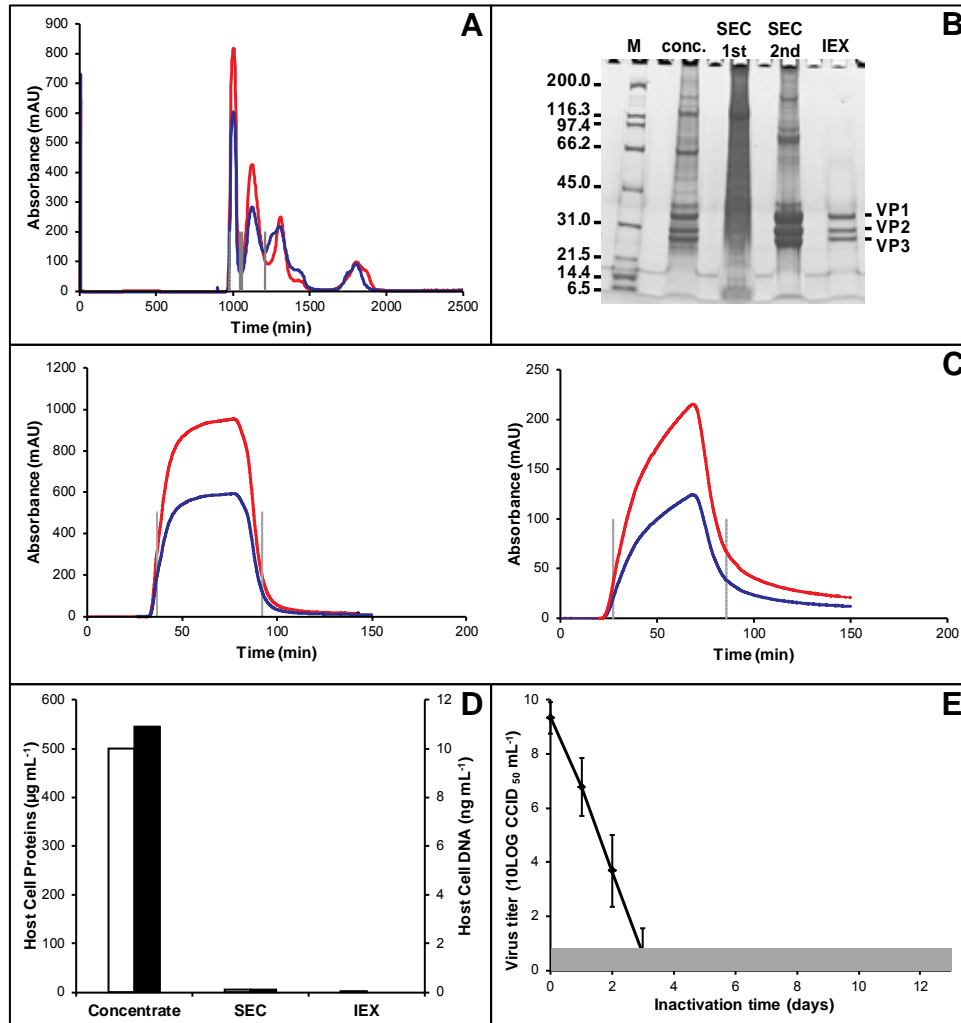 A
Absorbance (mAU)
900
800
700
600
500
400
300
200
100
0
0 500 1000 1500 2000 2500
Time (min)
B
M conc. SEC 1st SEC 2nd IEX
200.0
116.3
97.4
66.2
45.0
31.0
21.5
14.4
6.5
VP1
VP2
VP3
C
Absorbance (mAU)
1200
1000
800
600
400
200
0
0 50 100 150 200
Time (min)
Absorbance (mAU)
250
200
150
100
50
0
0 50 100 150 200
Time (min)
D
Host Cell Proteins (µg mL⁻¹)
600
500
400
300
200
100
0
Host Cell DNA (ng mL⁻¹)
12
10
8
6
4
2
0
Concentrate SEC IEX
E
Virus titer (10LOG CCID₅₀ mL⁻¹)
10
8
6
4
2
0
0 2 4 6 8 10 12
Inactivation time (days)